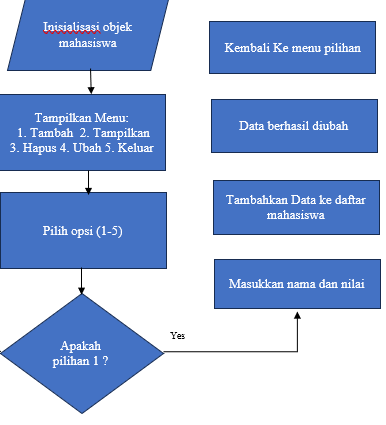 Inisialisasi objek
mahasiswa
Tampilkan Menu:
1. Tambah 2. Tampilkan
3. Hapus 4. Ubah 5. Keluar
Pilih opsi (1-5)
Apakah
pilihan 1 ?
Yes
Kembali Ke menu pilihan
Data berhasil diubah
Tambahkan Data ke daftar
mahasiswa
Masukkan nama dan nilai